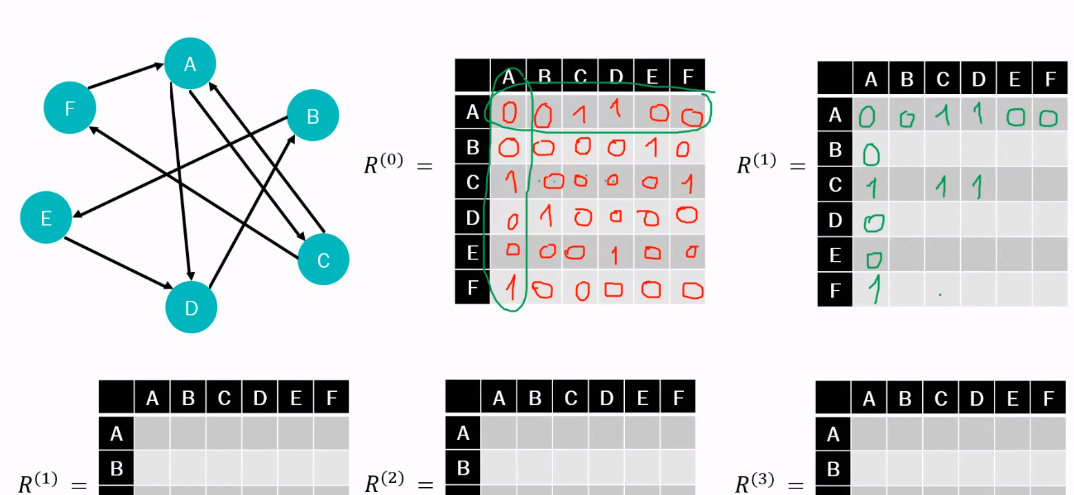 A
F
B
E
C
D
R(0) =
A B C D E F
A 0 0 1 1 0 0
B 0 0 0 0 1 0
C 1 0 0 0 0 1
D 0 1 0 0 0 0
E 0 0 0 1 0 0
F 1 0 0 0 0 0
R(1) =
A B C D E F
A 0 0 1 1 0 0
B 0
C 1 1 1
D 0
E 0
F 1
R(1) =
A B C D E F
A
B
R(2) =
A B C D E F
A
B
R(3) =
A B C D E F
A
B